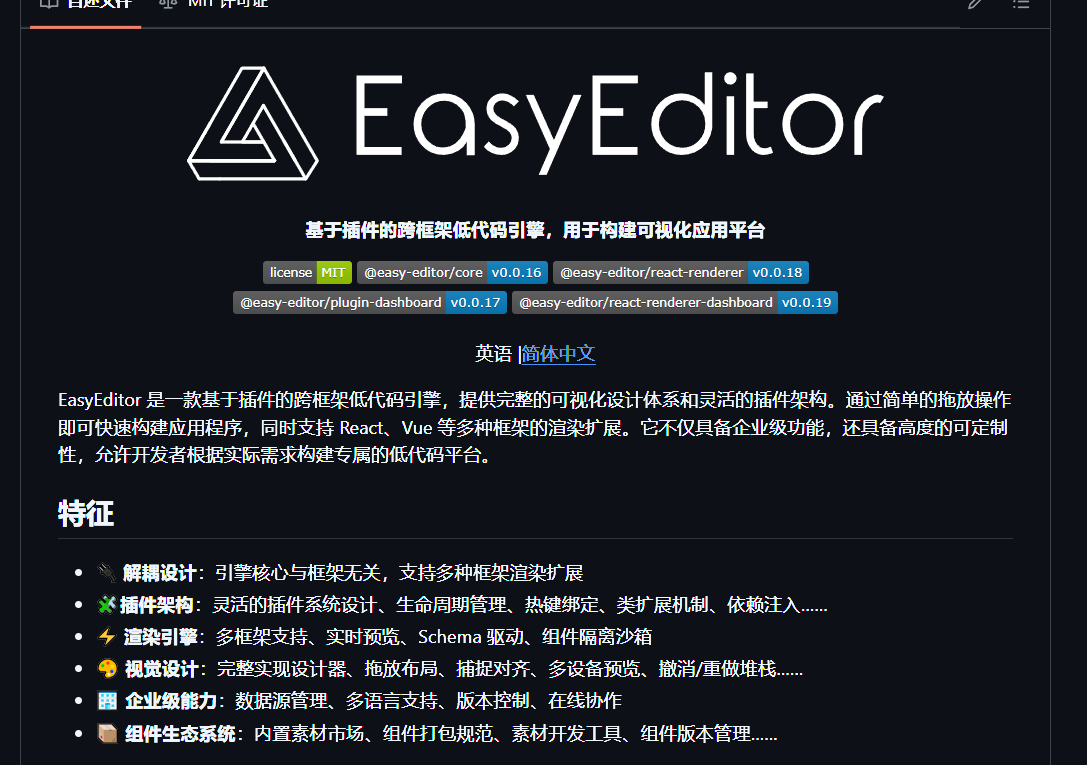 自述文件 MIT 许可证
EasyEditor
基于插件的跨框架低代码引擎，用于构建可视化应用平台
license MIT @easy-editor/core v0.0.16 @easy-editor/react-renderer v0.0.18
@easy-editor/plugin-dashboard v0.0.17 @easy-editor/react-renderer-dashboard v0.0.19
英语 |简体中文
EasyEditor 是一款基于插件的跨框架低代码引擎，提供完整的可视化设计体系和灵活的插件架构。通过简单的拖放操作
即可快速构建应用程序，同时支持 React、Vue 等多种框架的渲染扩展。它不仅具备企业级功能，还具备高度的可定制
性，允许开发者根据实际需求构建专属的低代码平台。
特征
• 🔌 解耦设计：引擎核心与框架无关，支持多种框架渲染扩展
• 🧩 插件架构：灵活的插件系统设计、生命周期管理、热键绑定、类扩展机制、依赖注入......
• ⚡ 渲染引擎：多框架支持、实时预览、Schema 驱动、组件隔离沙箱
• 🎨 视觉设计：完整实现设计器、拖放布局、捕捉对齐、多设备预览、撤消/重做堆栈......
• 🏢 企业级能力：数据源管理、多语言支持、版本控制、在线协作
• 📦 组件生态系统：内置素材市场、组件打包规范、素材开发工具、组件版本管理......